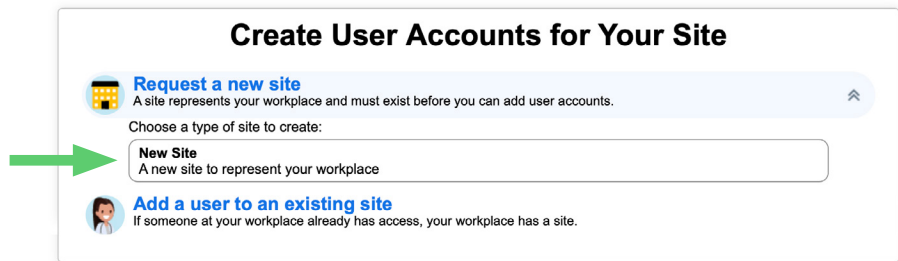 Create User Accounts for Your Site
Request a new site
A site represents your workplace and must exist before you can add user accounts.
Choose a type of site to create:
New Site
A new site to represent your workplace
Add a user to an existing site
If someone at your workplace already has access, your workplace has a site.